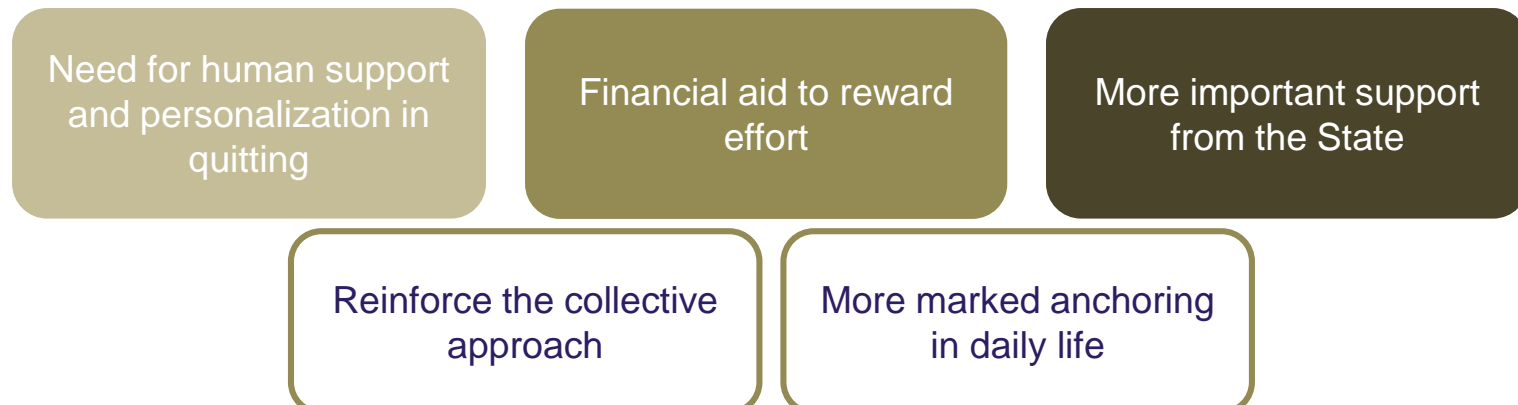 Need for human support
and personalization in
quitting
Financial aid to reward
effort
More important support
from the State
Reinforce the collective
approach
More marked anchoring
in daily life